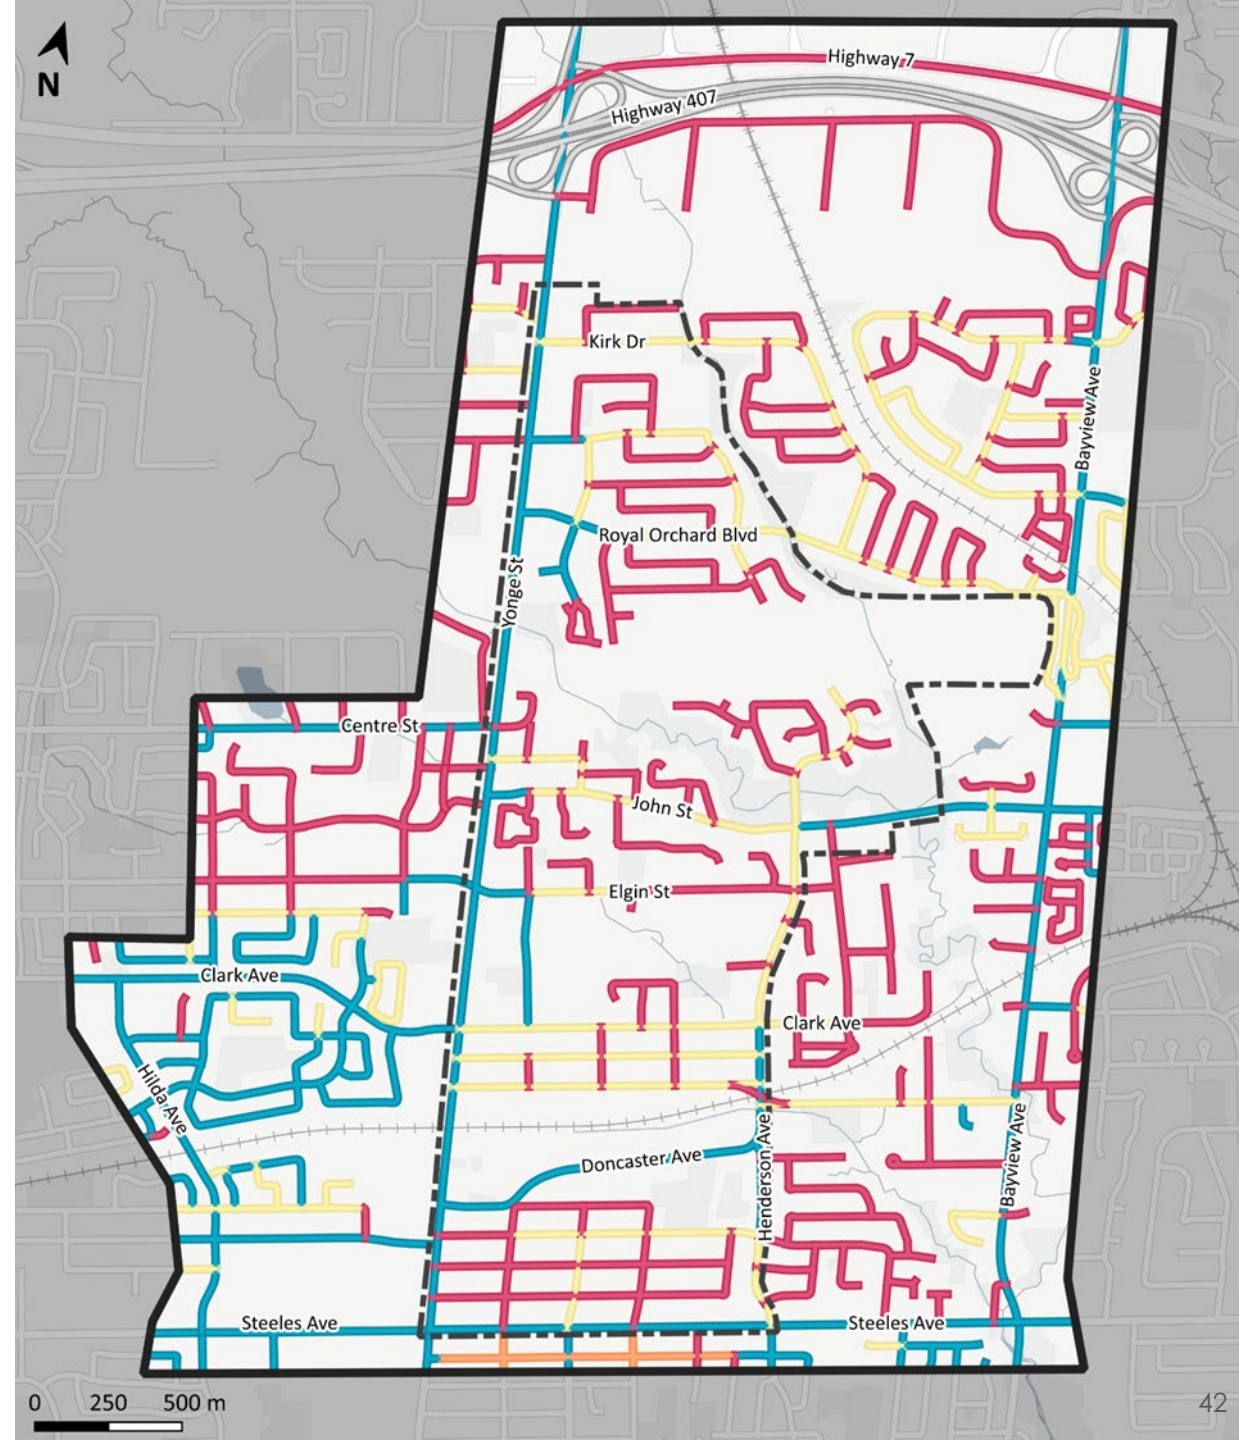 N
Highway 7
Highway 407
Kirk Dr
Bayview Ave
Royal Orchard Blvd
Yonge St
Centre St
John St
Elgin St
Clark Ave
Clark Ave
Hilda Ave
Doncaster Ave
Henderson Ave
Bayview Ave
Steeles Ave
Steeles Ave
0 250 500 m
42